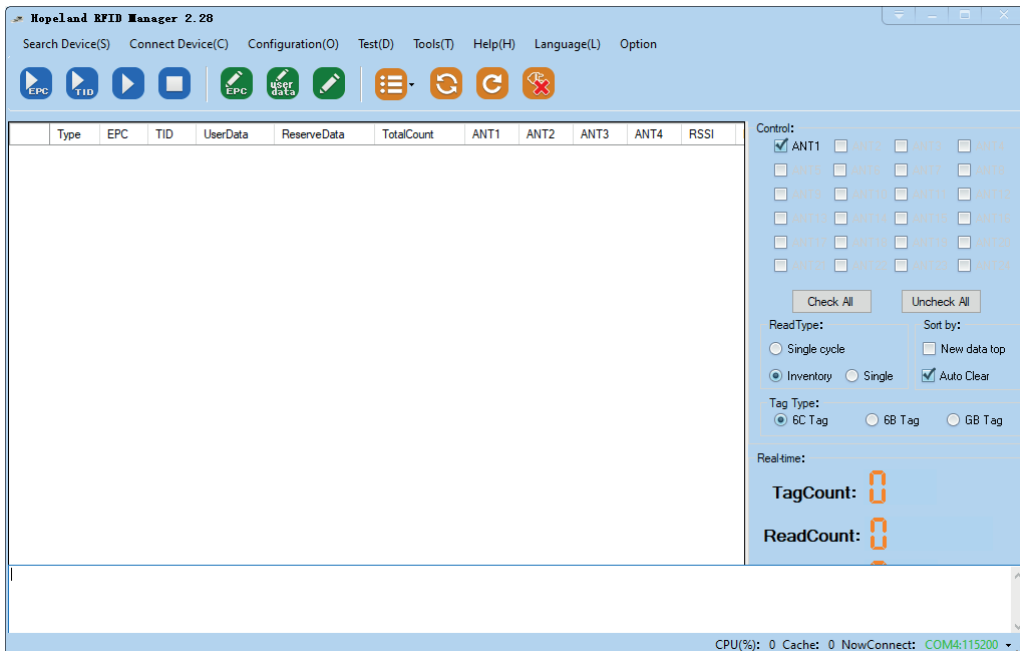 Hopeland RFID Manager 2.28
Search Device(S) Connect Device(C) Configuration(O) Test(D) Tools(T) Help(H) Language(L) Option
EPC TID EPC user data
Type EPC TID UserData ReserveData TotalCount ANT1 ANT2 ANT3 ANT4 RSSI
Control:
ANT1
Check All Uncheck All
ReadType: Sort by:
Single cycle New data top
Inventory Single Auto Clear
Tag Type:
6C Tag 6B Tag GB Tag
Real-time:
TagCount: 0
ReadCount: 0
CPU(%): 0 Cache: 0 NowConnect: COM4:115200